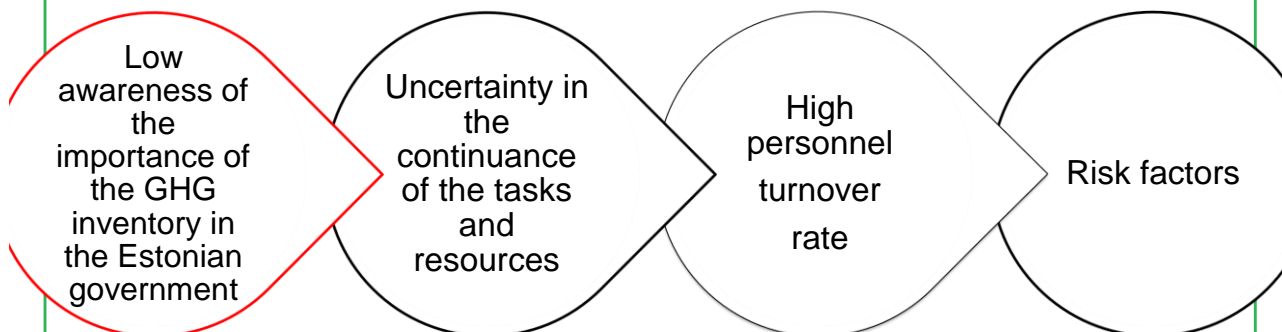 Low
awareness of
the
importance of
the GHG
inventory in
the Estonian
government
Uncertainty in
the
continuance
of the tasks
and
resources
High
personnel
turnover
rate
Risk factors